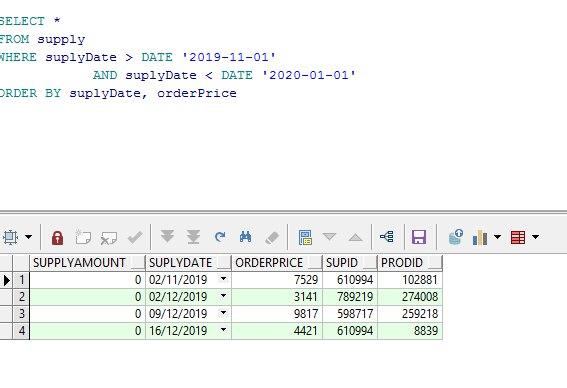 SELECT *
FROM supply
WHERE suplyDate > DATE '2019-11-01'
AND suplyDate < DATE '2020-01-01'
ORDER BY suplyDate, orderPrice
SUPPLYAMOUNT SUPLYDATE ORDERPRICE SUPID PRODID
1 0 02/11/2019 7529 610994 102881
2 0 02/12/2019 3141 789219 274008
3 0 09/12/2019 9817 598717 259218
4 0 16/12/2019 4421 610994 8839